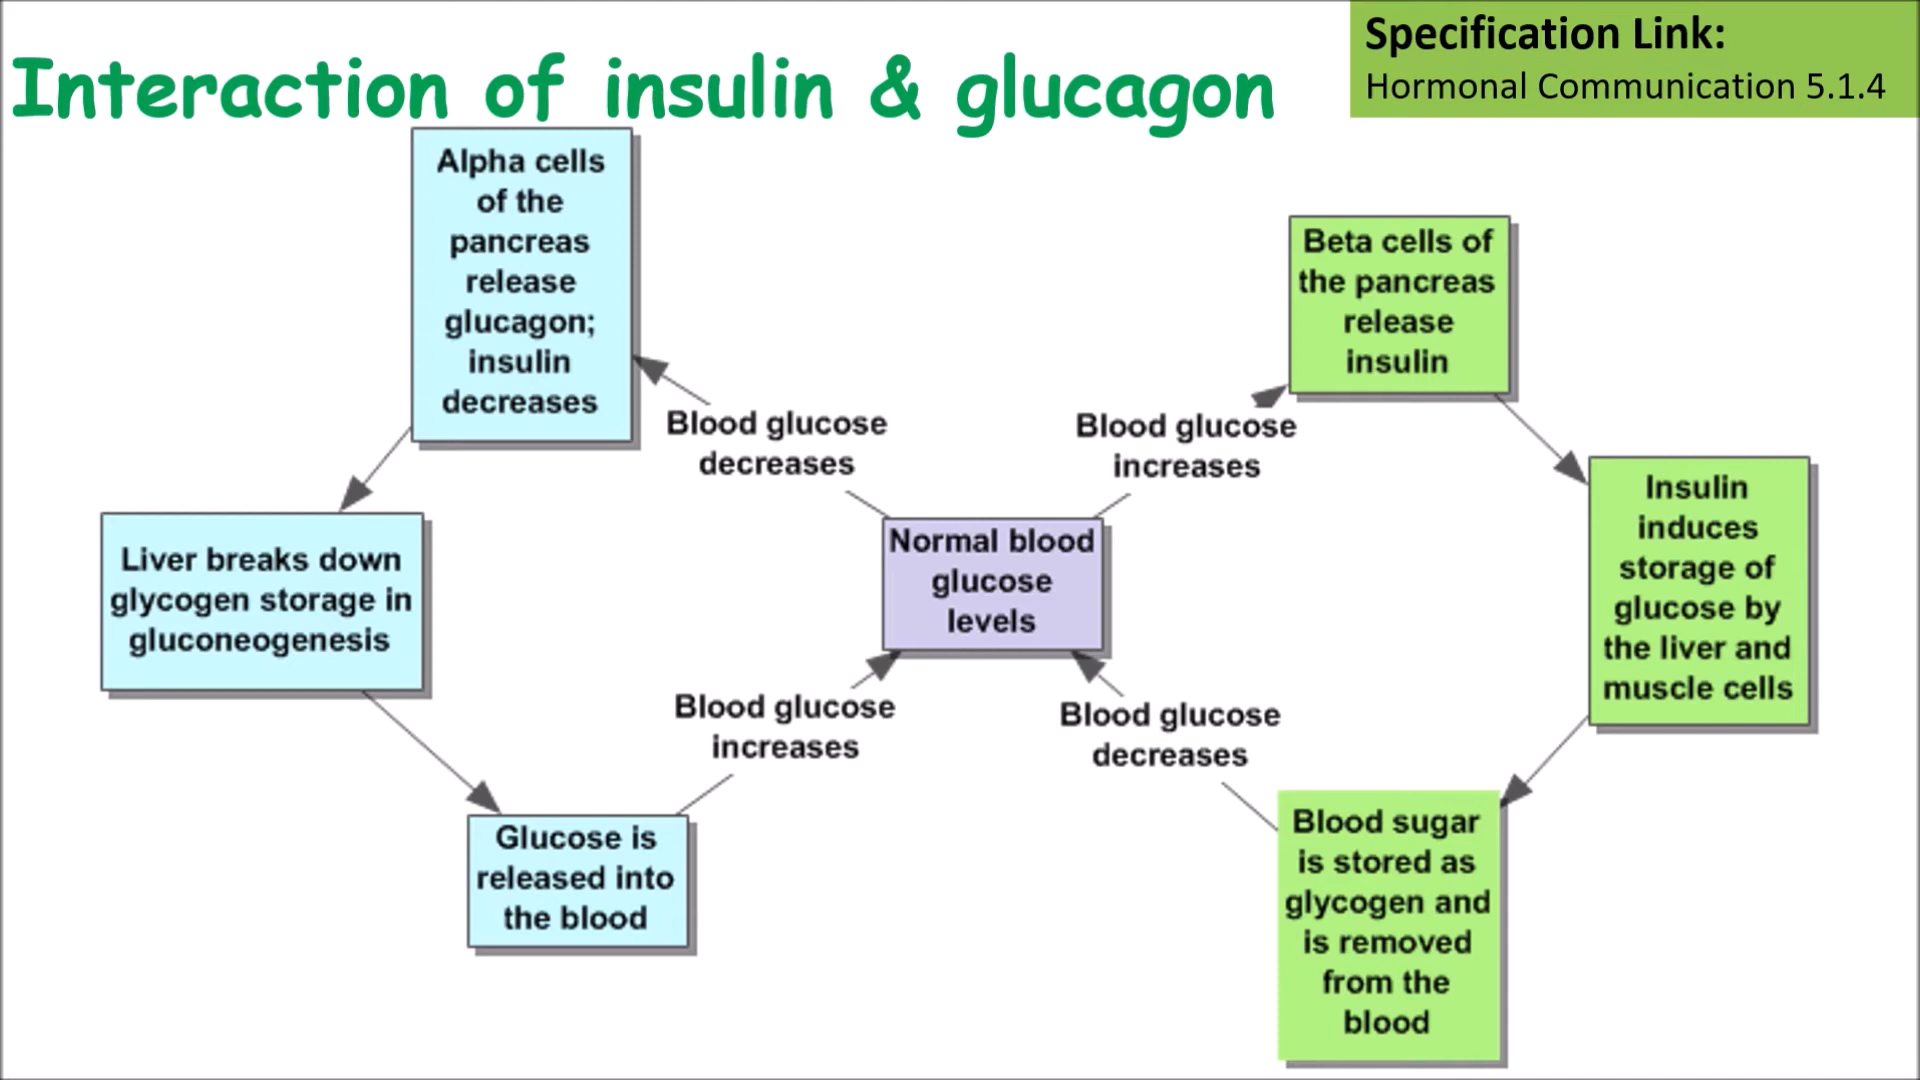 Interaction of insulin & glucagon
Specification Link:
Hormonal Communication 5.1.4
Alpha cells
of the
pancreas
release
glucagon;
insulin
decreases
Liver breaks down
glycogen storage in
gluconeogenesis
Glucose is
released into
the blood
Blood glucose
decreases
Blood glucose
increases
Normal blood
glucose
levels
Blood glucose
increases
Blood glucose
decreases
Beta cells of
the pancreas
release
insulin
Insulin
induces
storage of
glucose by
the liver and
muscle cells
Blood sugar
is stored as
glycogen and
is removed
from the
blood